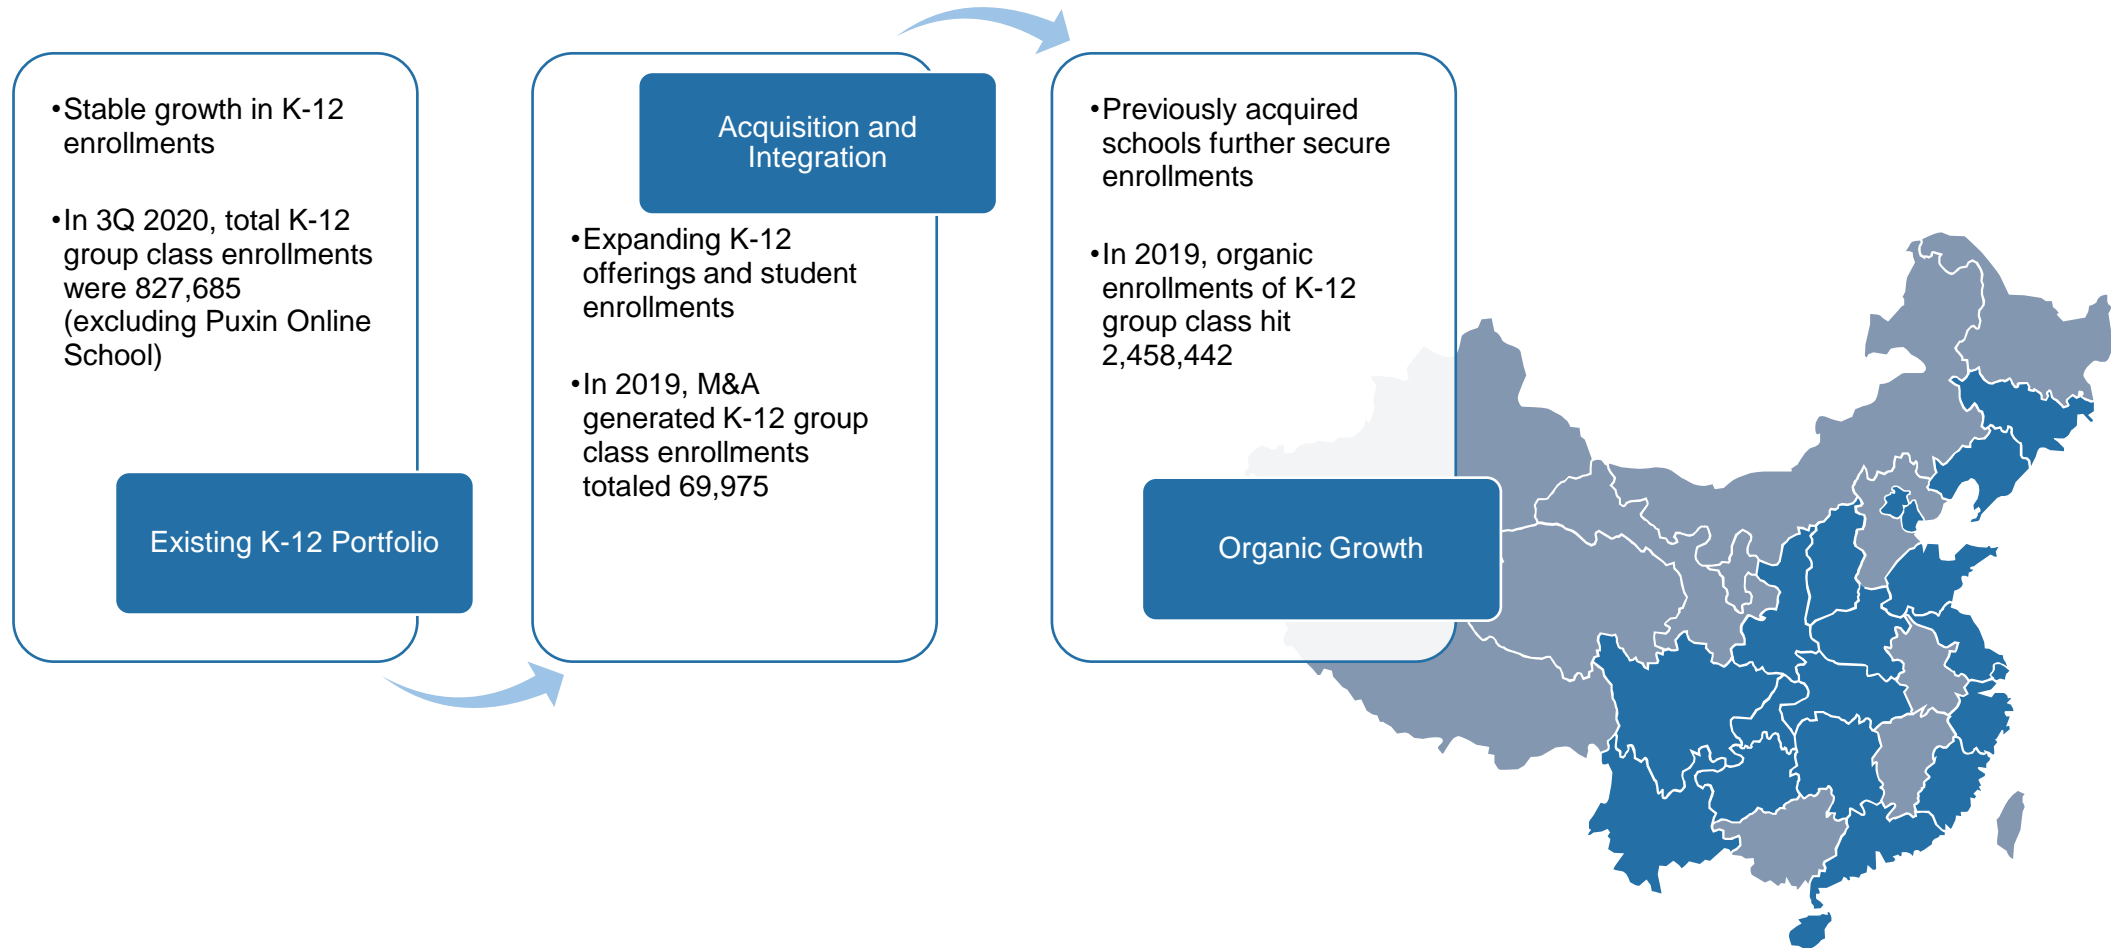 •Stable growth in K-12
enrollments
•In 3Q 2020, total K-12
group class enrollments
were 827,685
(excluding Puxin Online
School)
Existing K-12 Portfolio
Acquisition and
Integration
•Expanding K-12
offerings and student
enrollments
•In 2019, M&A
generated K-12 group
class enrollments
totaled 69,975
•Previously acquired
schools further secure
enrollments
•In 2019, organic
enrollments of K-12
group class hit
2,458,442
Organic Growth